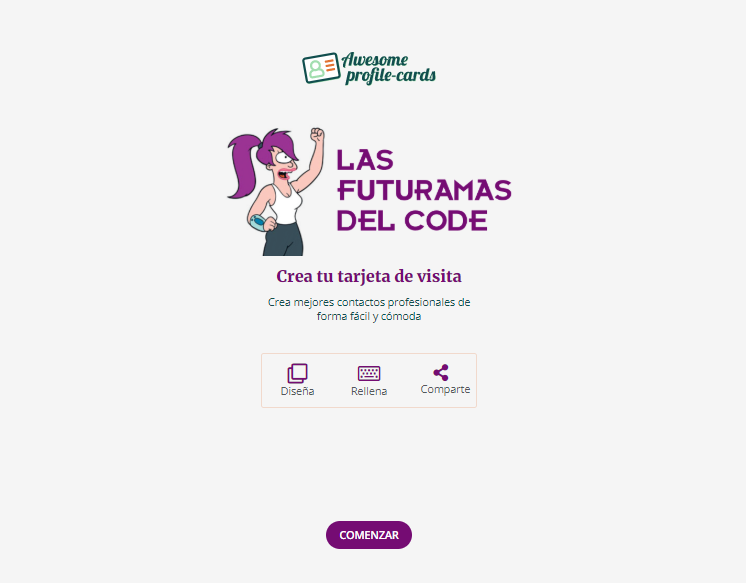 Awesome
profile-cards
LAS
FUTURAMAS
DEL CODE
Crea tu tarjeta de visita
Crea mejores contactos profesionales de
forma fácil y cómoda
Diseña
Rellena
Comparte
COMENZAR